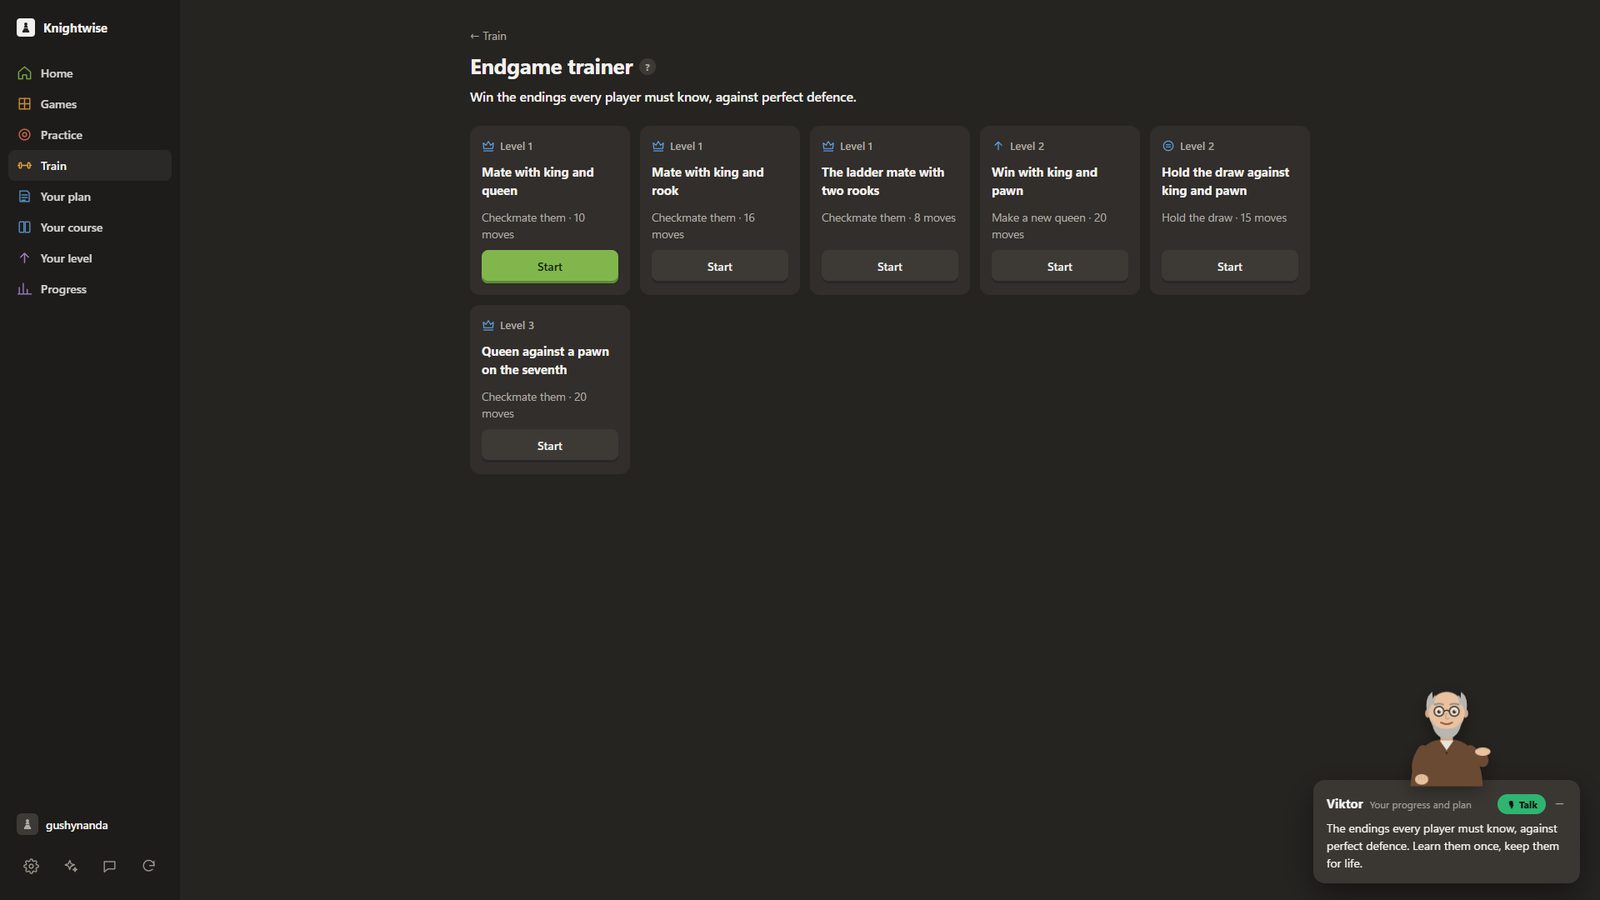 Knightwise
Home
Games
Practice
Train
Your plan
Your course
Your level
Progress
gushynanda
← Train
Endgame trainer ?
Win the endings every player must know, against perfect defence.
Level 1
Mate with king and
queen
Checkmate them · 10
moves
Start
Level 1
Mate with king and
rook
Checkmate them · 16
moves
Start
Level 1
The ladder mate with
two rooks
Checkmate them · 8 moves
Start
Level 2
Win with king and
pawn
Make a new queen · 20
moves
Start
Level 2
Hold the draw against
king and pawn
Hold the draw · 15 moves
Start
Level 3
Queen against a pawn
on the seventh
Checkmate them · 20
moves
Start
Viktor Your progress and plan Talk
The endings every player must know, against
perfect defence. Learn them once, keep them
for life.